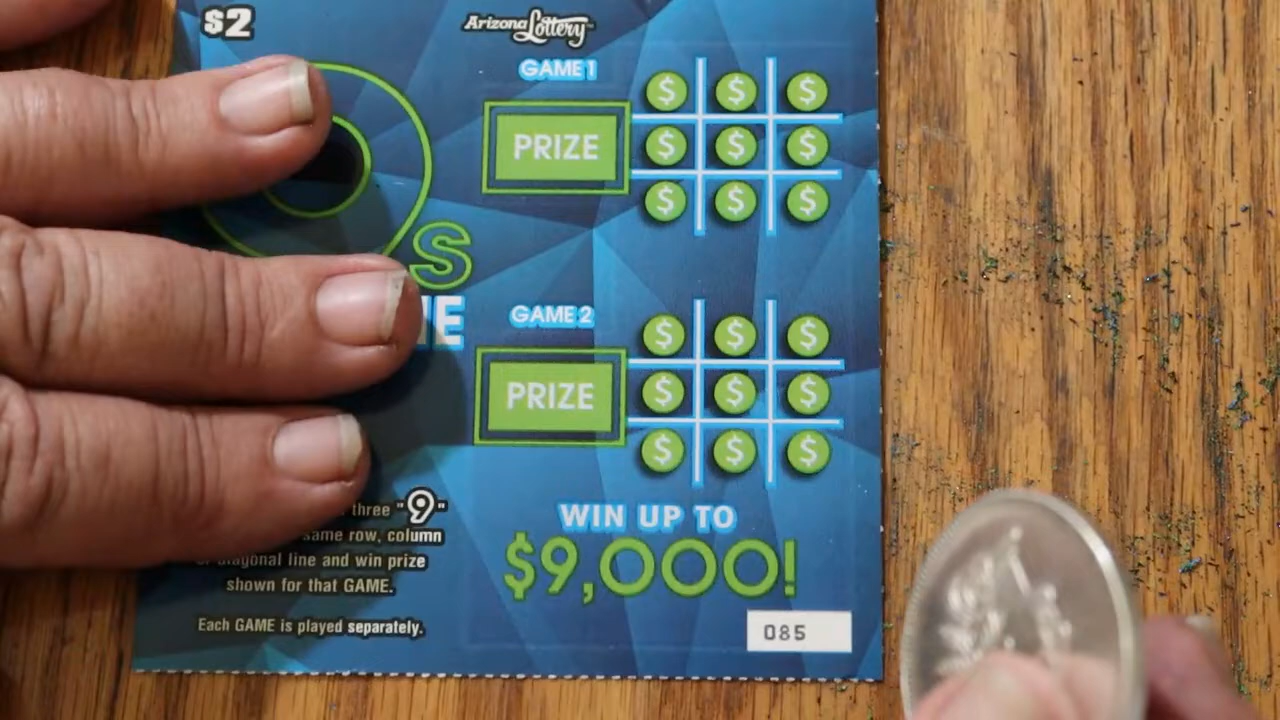 $2
Arizona Lottery™
GAME 1
PRIZE
$ $ $
$ $ $
$ $ $
S
GAME 2
PRIZE
$ $ $
$ $ $
$ $ $
three "9"
same row, column
diagonal line and win prize
shown for that GAME.
Each GAME is played separately.
WIN UP TO
$9,000!
085